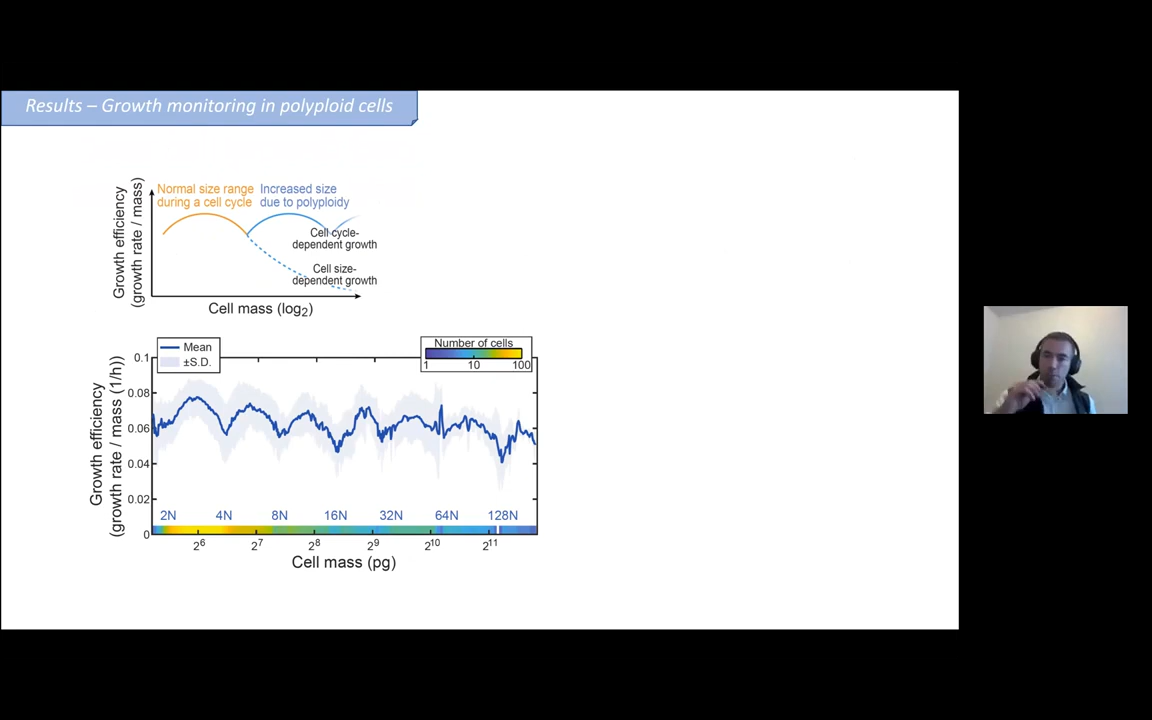 Results – Growth monitoring in polyploid cells
Growth efficiency
(growth rate / mass)
Normal size range
during a cell cycle
Increased size
due to polyploidy
Cell cycle-
dependent growth
Cell size-
dependent growth
Cell mass (log2)
Mean
±S.D.
Number of cells
1 10 100
Growth efficiency
(growth rate / mass (1/h))
0.1
0.08
0.06
0.04
0.02
0
2N 4N 8N 16N 32N 64N 128N
2^6 2^7 2^8 2^9 2^10 2^11
Cell mass (pg)